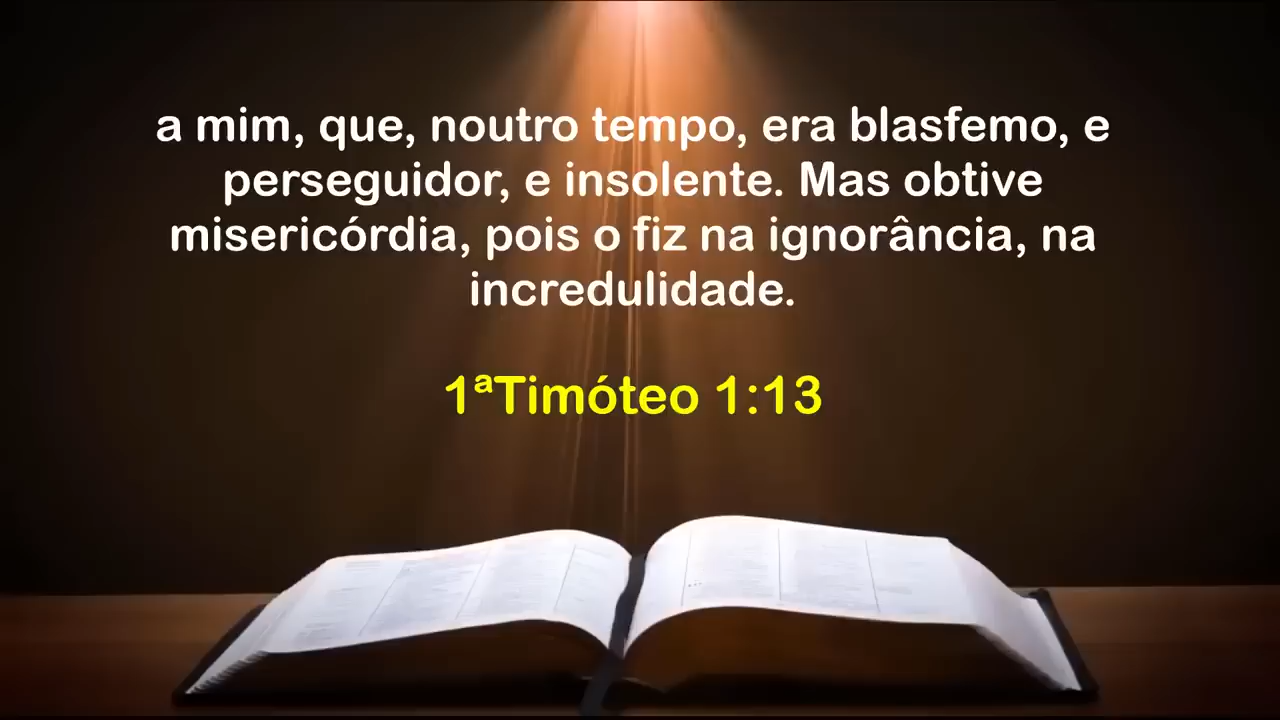 a mim, que, noutro tempo, era blasfemo, e
perseguidor, e insolente. Mas obtive
misericórdia, pois o fiz na ignorância, na
incredulidade.
1ªTimóteo 1:13